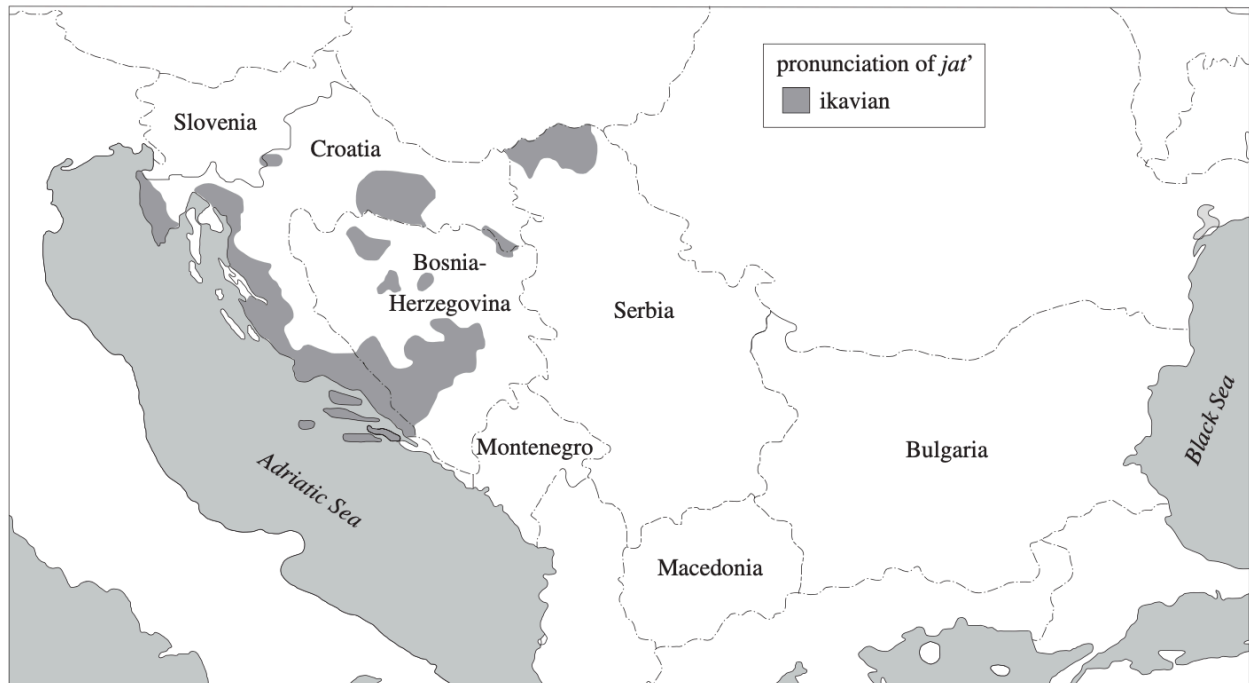 pronunciation of jat’
ikavian
Slovenia
Croatia
Bosnia-
Herzegovina
Serbia
Montenegro
Bulgaria
Black Sea
Adriatic Sea
Macedonia